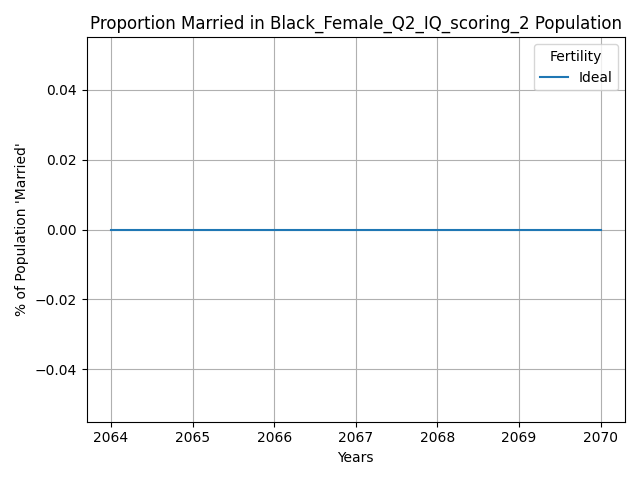 Proportion Married in Black_Female_Q2_IQ_scoring_2 Population
Fertility
Ideal
% of Population 'Married'
0.04
0.02
0.00
−0.02
−0.04
2064 2065 2066 2067 2068 2069 2070
Years